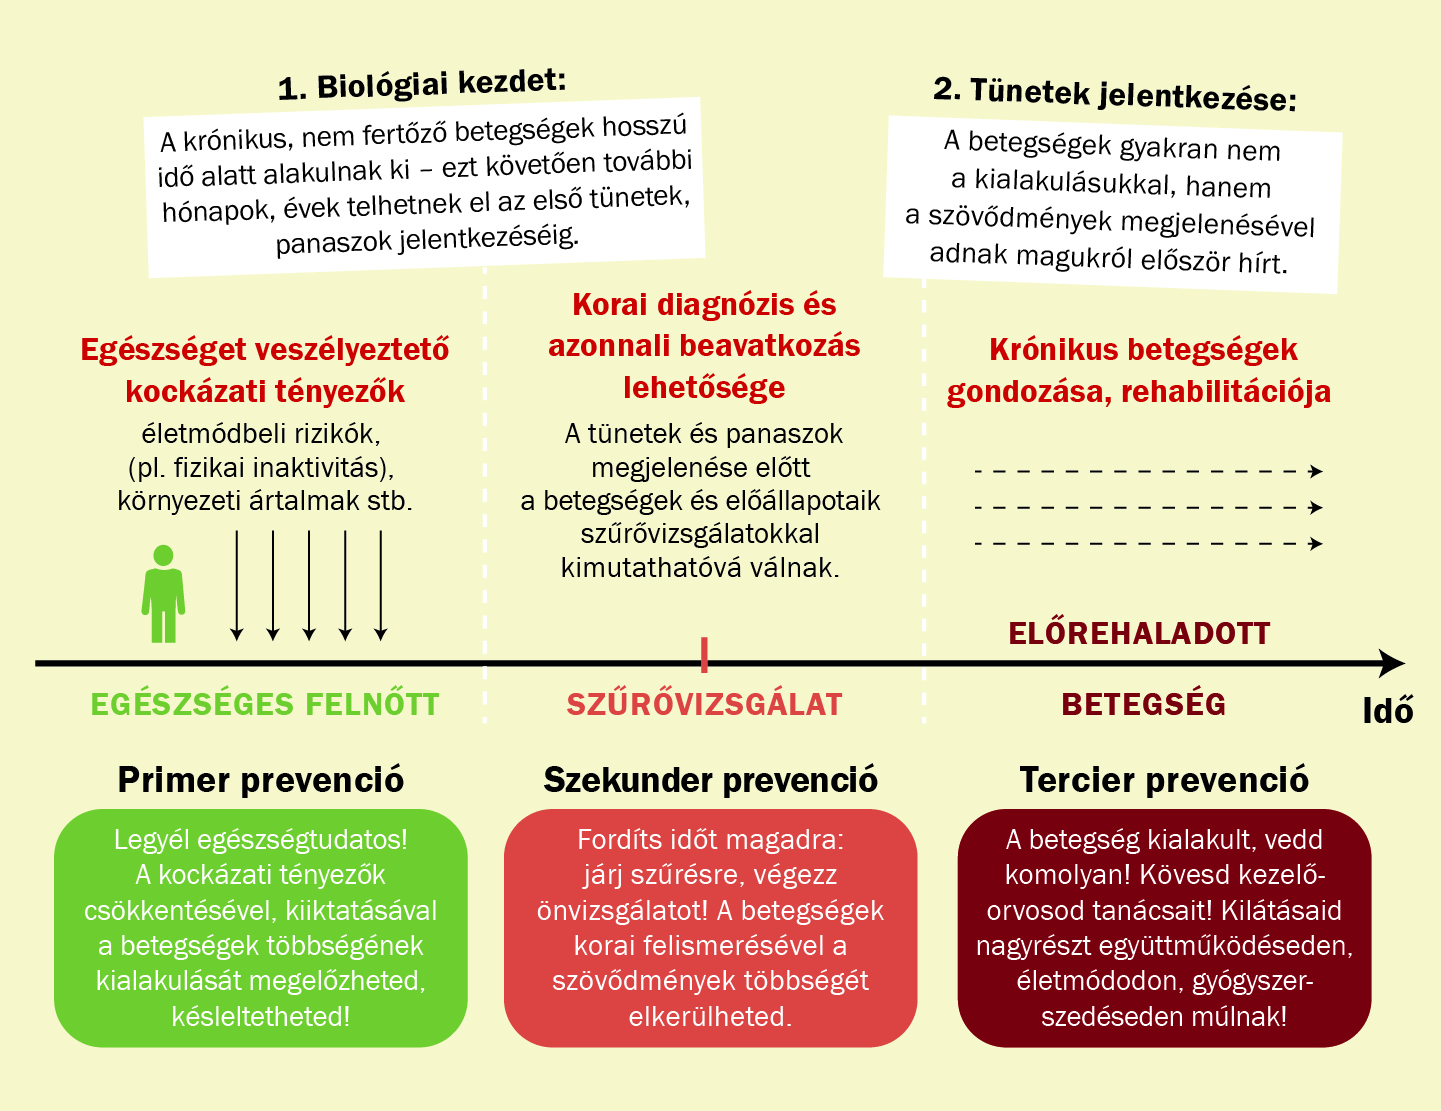 1. Biológiai kezdet:
A krónikus, nem fertőző betegségek hosszú
idő alatt alakulnak ki – ezt követően további
hónapok, évek telhetnek el az első tünetek,
panaszok jelentkezéséig.
2. Tünetek jelentkezése:
A betegségek gyakran nem
a kialakulásukkal, hanem
a szövődmények megjelenésével
adnak magukról először hírt.
Egészséget veszélyeztető
kockázati tényezők
életmódbeli rizikók,
(pl. fizikai inaktivitás),
környezeti ártalmak stb.
Korai diagnózis és
azonnali beavatkozás
lehetősége
A tünetek és panaszok
megjelenése előtt
a betegségek és előállapotaik
szűrővizsgálatokkal
kimutathatóvá válnak.
Krónikus betegségek
gondozása, rehabilitációja
EGÉSZSÉGES FELNŐTT
SZŰRŐVIZSGÁLAT
ELŐREHALADOTT
BETEGSÉG
Idő
Primer prevenció
Legyél egészségtudatos!
A kockázati tényezők
csökkentésével, kiiktatásával
a betegségek többségének
kialakulását megelőzheted,
késleltetheted!
Szekunder prevenció
Fordíts időt magadra:
járj szűrésre, végezz
önvizsgálatot! A betegségek
korai felismerésével a
szövődmények többségét
elkerülheted.
Tercier prevenció
A betegség kialakult, vedd
komolyan! Kövesd kezelő-
orvosod tanácsait! Kilátásaid
nagyrészt együttműködéseden,
életmódodon, gyógyszer-
szedéseden múlnak!